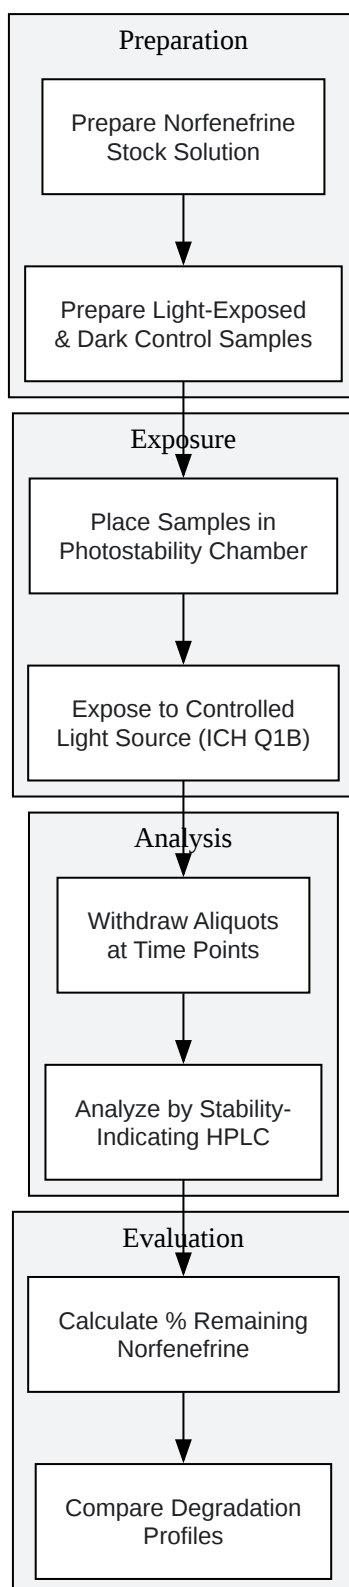 Preparation
Prepare Norfenefrine
Stock Solution
Prepare Light-Exposed
& Dark Control Samples
Exposure
Place Samples in
Photostability Chamber
Expose to Controlled
Light Source (ICH Q1B)
Analysis
Withdraw Aliquots
at Time Points
Analyze by Stability-
Indicating HPLC
Evaluation
Calculate % Remaining
Norfenefrine
Compare Degradation
Profiles